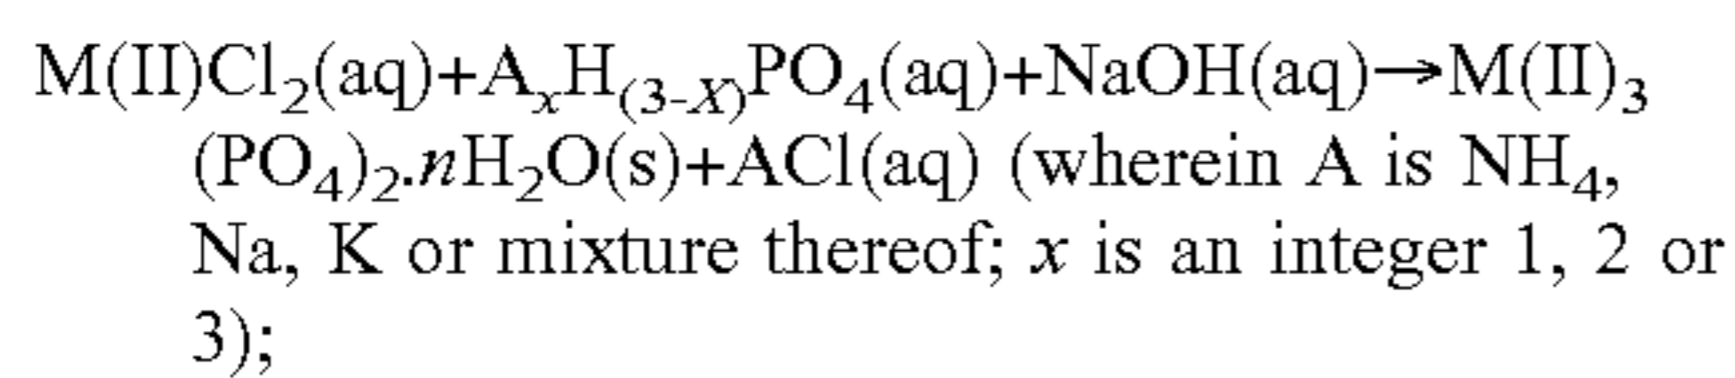 M(II)Cl₂(aq)+AₓH₍₃₋X₎PO₄(aq)+NaOH(aq)→M(II)₃
(PO₄)₂.nH₂O(s)+ACl(aq) (wherein A is NH₄,
Na, K or mixture thereof; x is an integer 1, 2 or
3);